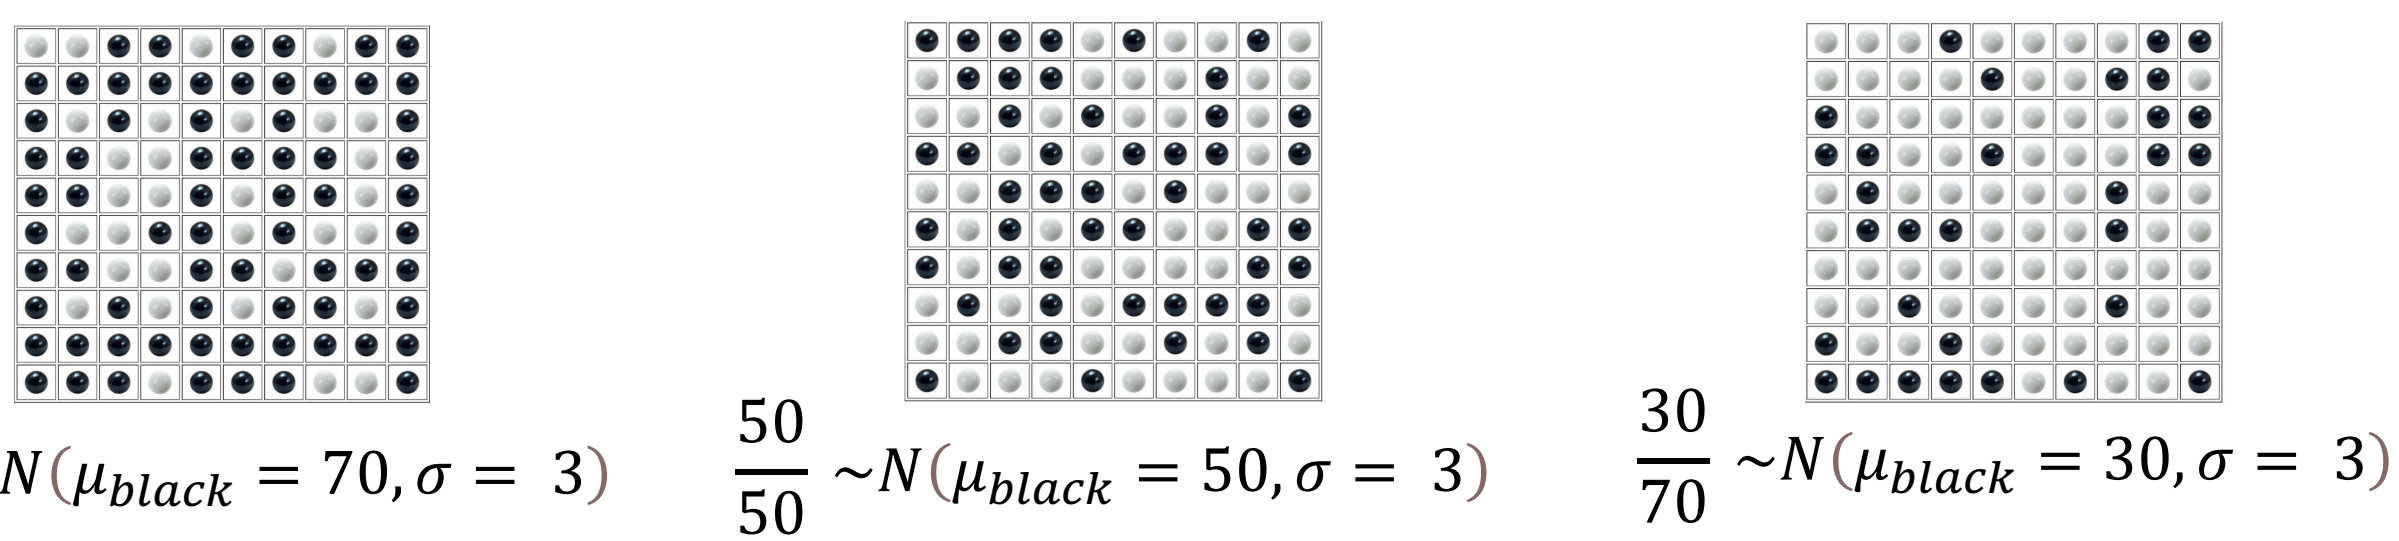 N(μ_black = 70, σ = 3)
50/50 ~N(μ_black = 50, σ = 3)
30/70 ~N(μ_black = 30, σ = 3)